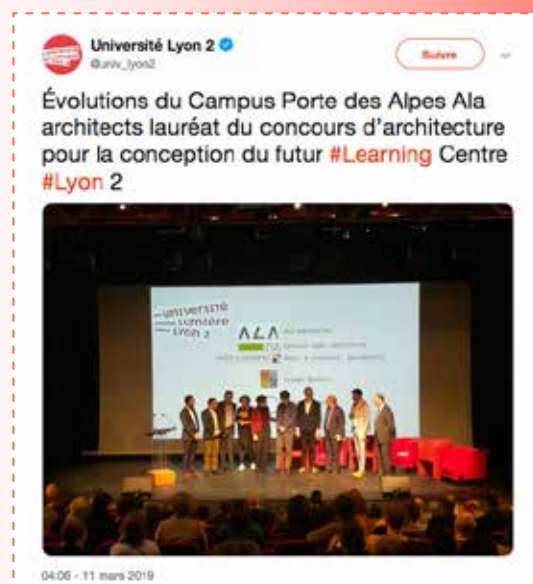 Université Lyon 2
@univ_lyon2
Suivre
Évolutions du Campus Porte des Alpes Ala
architects lauréat du concours d'architecture
pour la conception du futur #Learning Centre
#Lyon 2
université
lumière
Lyon 2
ALA
04:06 - 11 mars 2019